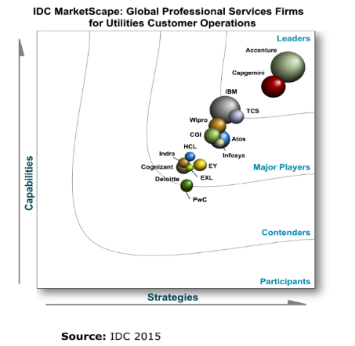 IDC MarketScape: Global Professional Services Firms
for Utilities Customer Operations
Leaders
Accenture
Capgemini
IBM
TCS
Wipro
CGI
Atos
Infosys
HCL
Indra
Major Players
Cognizant
EY
Deloitte
EXL
PwC
Contenders
Participants
Capabilities
Strategies
Source: IDC 2015